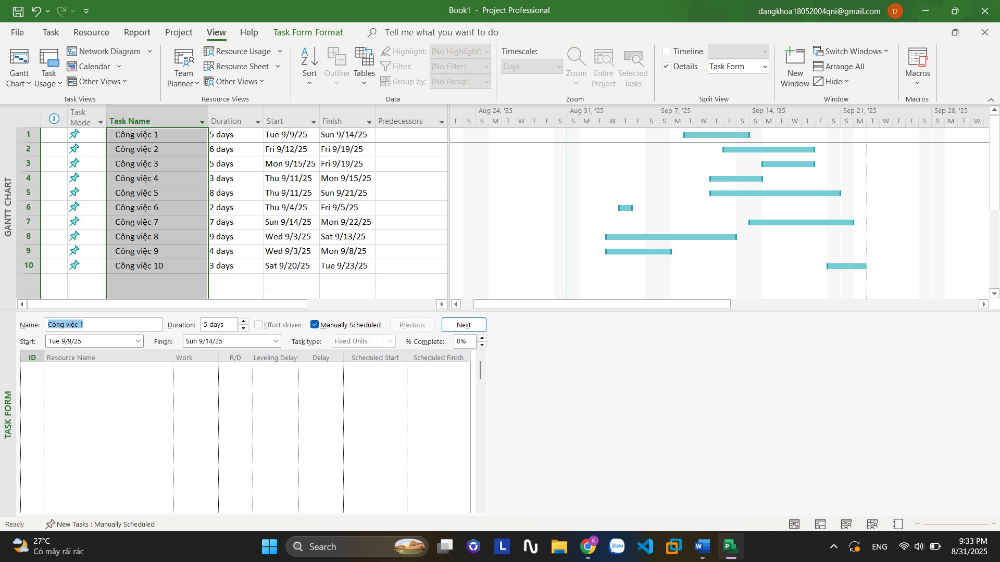 Book1 - Project Professional
dangkhoa18052004qni@gmail.com
D
File Task Resource Report Project View Help Task Form Format Tell me what you want to do
Gantt Chart
Task Usage
Network Diagram
Calendar
Other Views
Task Views
Team Planner
Resource Usage
Resource Sheet
Other Views
Resource Views
Sort
Outline
Tables
Highlight: [No Highlight]
Filter: [No Filter]
Group by: [No Group]
Data
Timescale:
Days
Zoom
Entire Project
Selected Tasks
Zoom
Timeline
Details Task Form
Split View
New Window
Switch Windows
Arrange All
Hide
Window
Macros
Macros
GANTT CHART
Task Mode Task Name Duration Start Finish Predecessors
Aug 24, '25 Aug 31, '25 Sep 7, '25 Sep 14, '25 Sep 21, '25 Sep 28, '25
F S S M T W T F S S M T W T F S S M T W T F S S M T W T F S S M T W T F S S M T W
1 Công việc 1 5 days Tue 9/9/25 Sun 9/14/25
2 Công việc 2 6 days Fri 9/12/25 Fri 9/19/25
3 Công việc 3 5 days Mon 9/15/25 Fri 9/19/25
4 Công việc 4 3 days Thu 9/11/25 Mon 9/15/25
5 Công việc 5 8 days Thu 9/11/25 Sun 9/21/25
6 Công việc 6 2 days Thu 9/4/25 Fri 9/5/25
7 Công việc 7 7 days Sun 9/14/25 Mon 9/22/25
8 Công việc 8 9 days Wed 9/3/25 Sat 9/13/25
9 Công việc 9 4 days Wed 9/3/25 Mon 9/8/25
10 Công việc 10 3 days Sat 9/20/25 Tue 9/23/25
TASK FORM
Name: Công việc 1 Duration: 5 days Effort driven Manually Scheduled Previous Next
Start: Tue 9/9/25 Finish: Sun 9/14/25 Task type: Fixed Units % Complete: 0%
ID Resource Name Work R/D Leveling Delay Delay Scheduled Start Scheduled Finish
Ready New Tasks : Manually Scheduled
27°C
Có mây rải rác
Search
L
K
Zalo
W
P
ENG
9:33 PM
8/31/2025